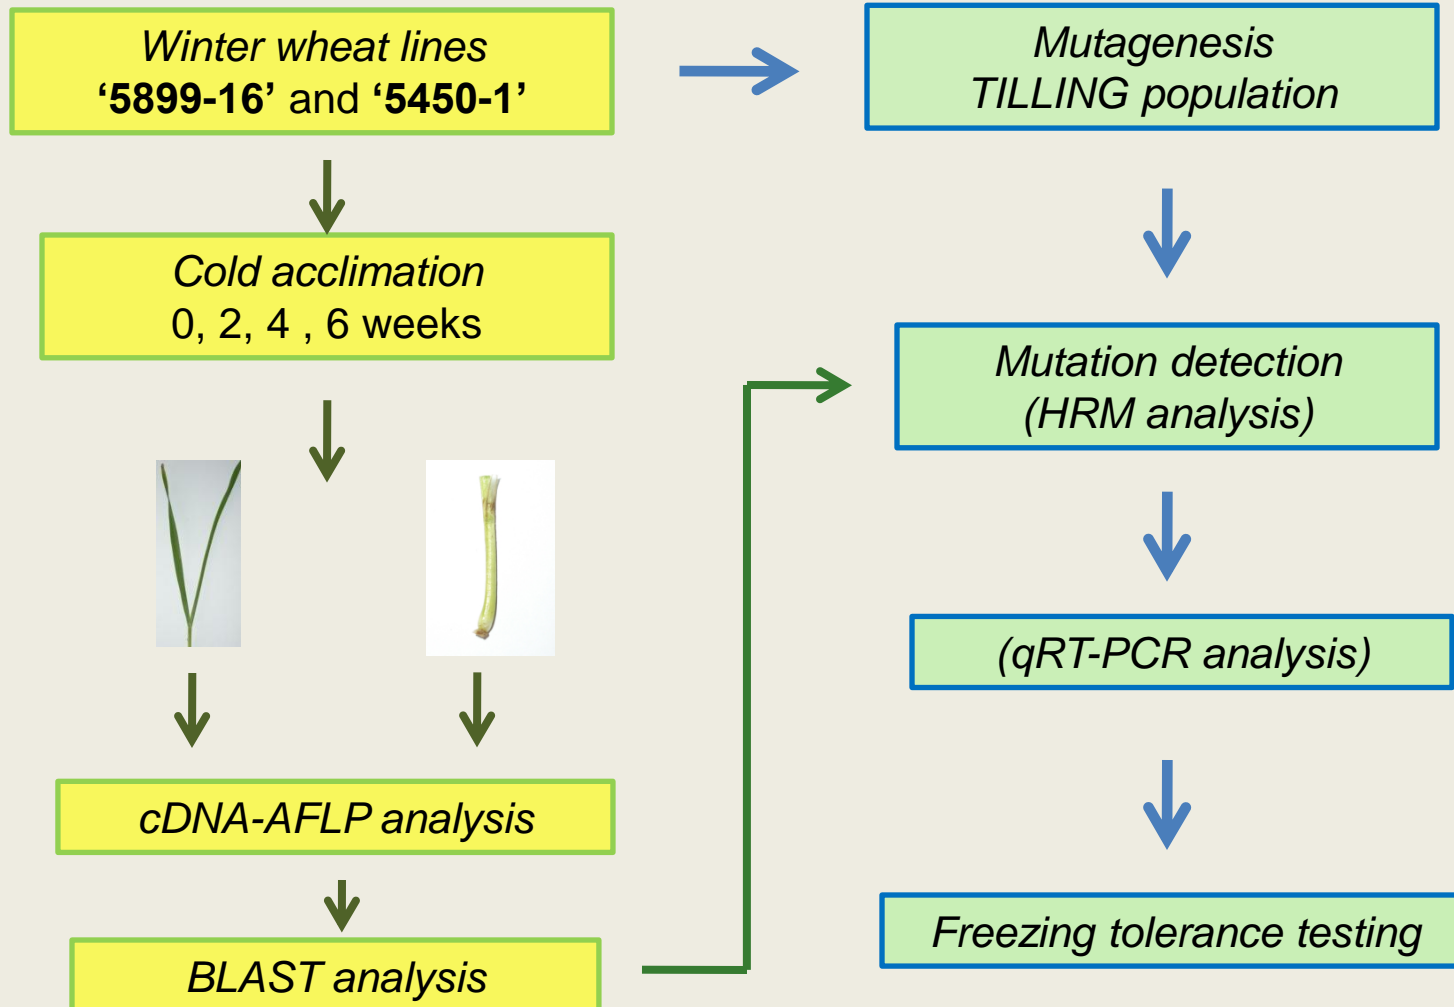 Winter wheat lines
‘5899-16’ and ‘5450-1’
Cold acclimation
0, 2, 4 , 6 weeks
cDNA-AFLP analysis
BLAST analysis
Mutagenesis
TILLING population
Mutation detection
(HRM analysis)
(qRT-PCR analysis)
Freezing tolerance testing